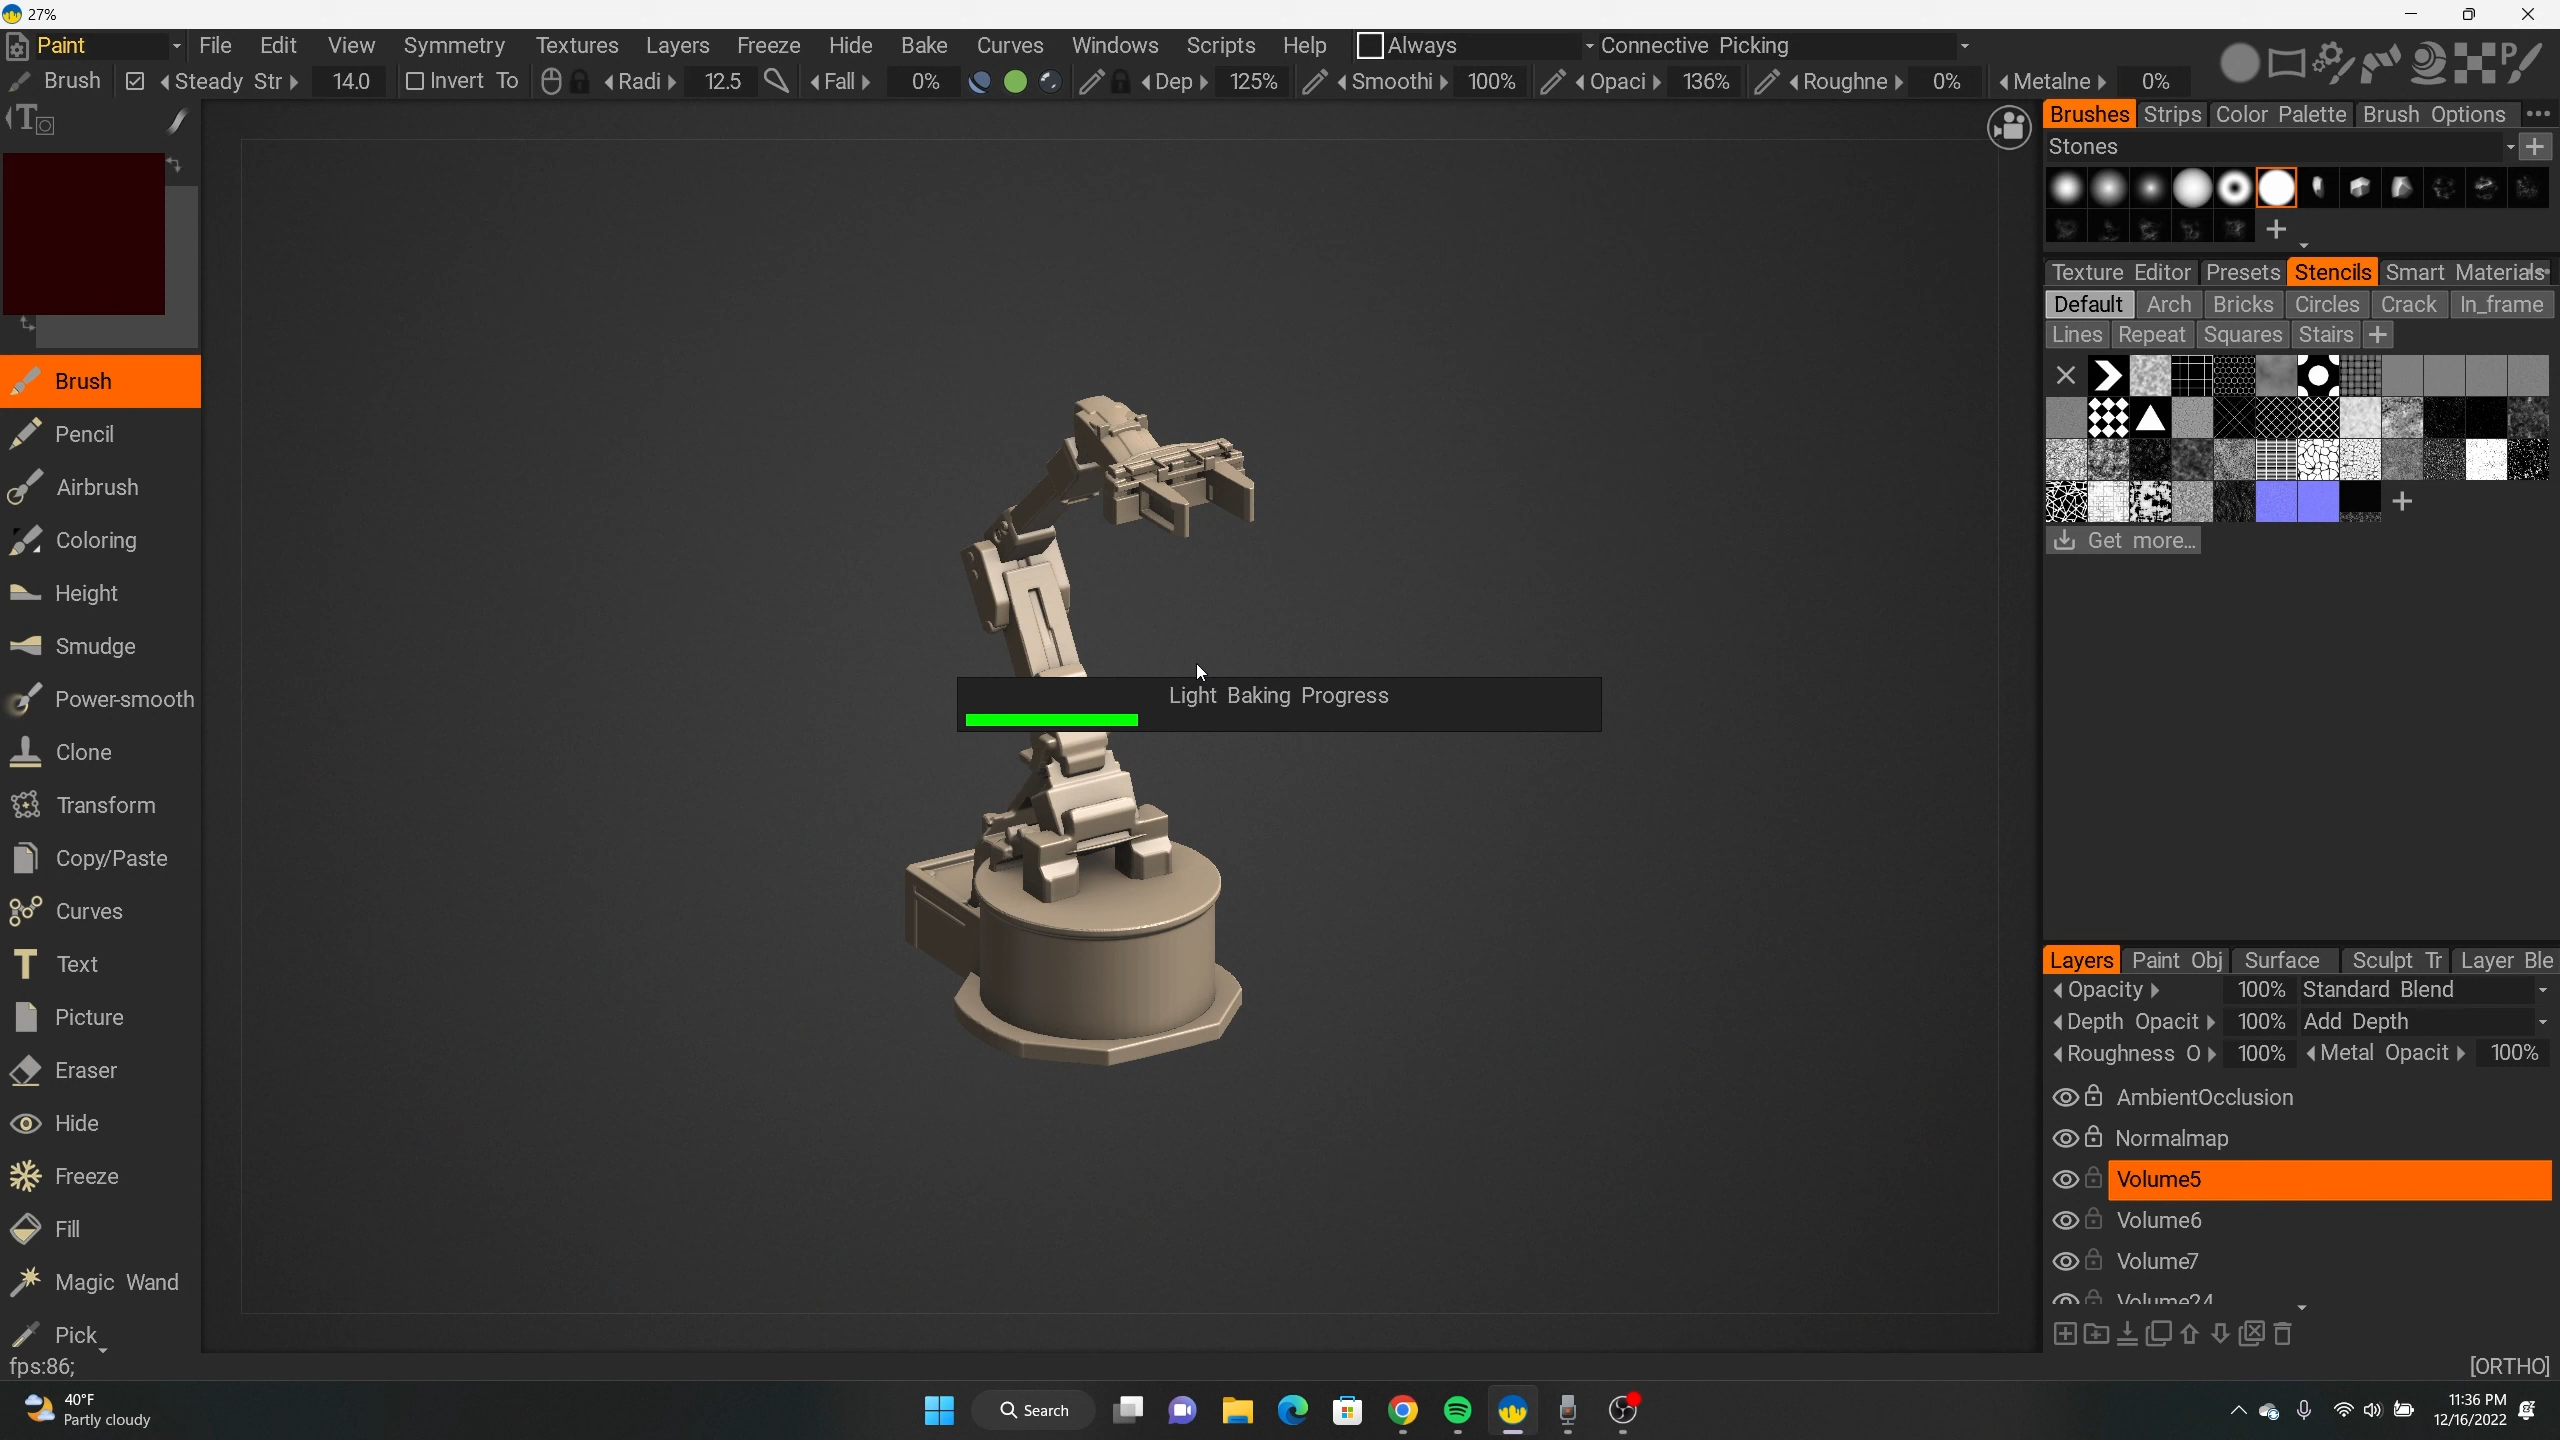 27%
Paint File Edit View Symmetry Textures Layers Freeze Hide Bake Curves Windows Scripts Help Always Connective Picking
Brush Steady Str 14.0 Invert To Radi 12.5 Fall 0% Dep 125% Smoothi 100% Opaci 136% Roughne 0% Metalne 0%
T
Brush
Pencil
Airbrush
Coloring
Height
Smudge
Power-smooth
Clone
Transform
Copy/Paste
Curves
Text
Picture
Eraser
Hide
Freeze
Fill
Magic Wand
Pick
fps:86;
Light Baking Progress
Brushes Strips Color Palette Brush Options
Stones
Texture Editor Presets Stencils Smart Materials
Default Arch Bricks Circles Crack In_frame
Lines Repeat Squares Stairs
Get more...
Layers Paint Obj Surface Sculpt Tr Layer Ble
Opacity 100% Standard Blend
Depth Opacit 100% Add Depth
Roughness O 100% Metal Opacit 100%
AmbientOcclusion
Normalmap
Volume5
Volume6
Volume7
Volume24
[ORTHO]
40°F
Partly cloudy
Search
11:36 PM
12/16/2022